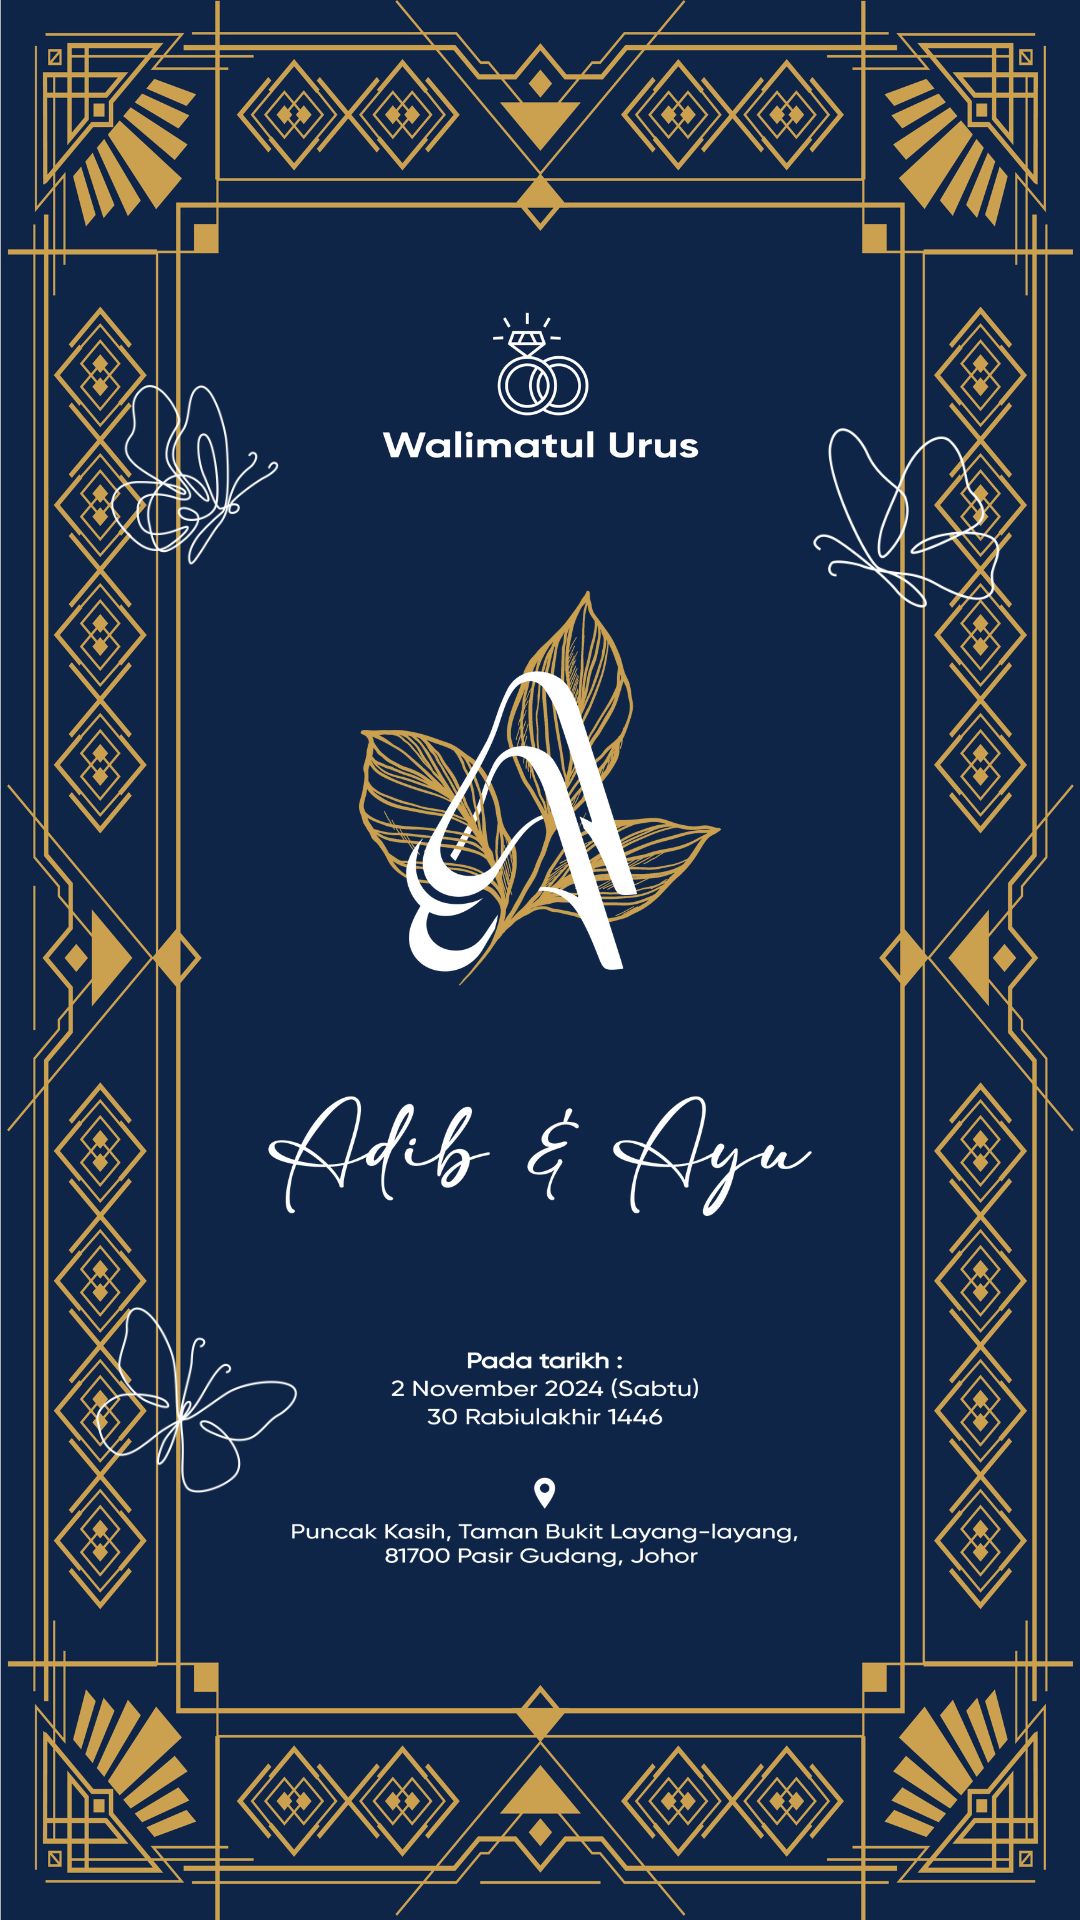 Walimatul Urus
A
A
Adib & Ayu
Pada tarikh :
2 November 2024 (Sabtu)
30 Rabiulakhir 1446
Puncak Kasih, Taman Bukit Layang-layang,
81700 Pasir Gudang, Johor